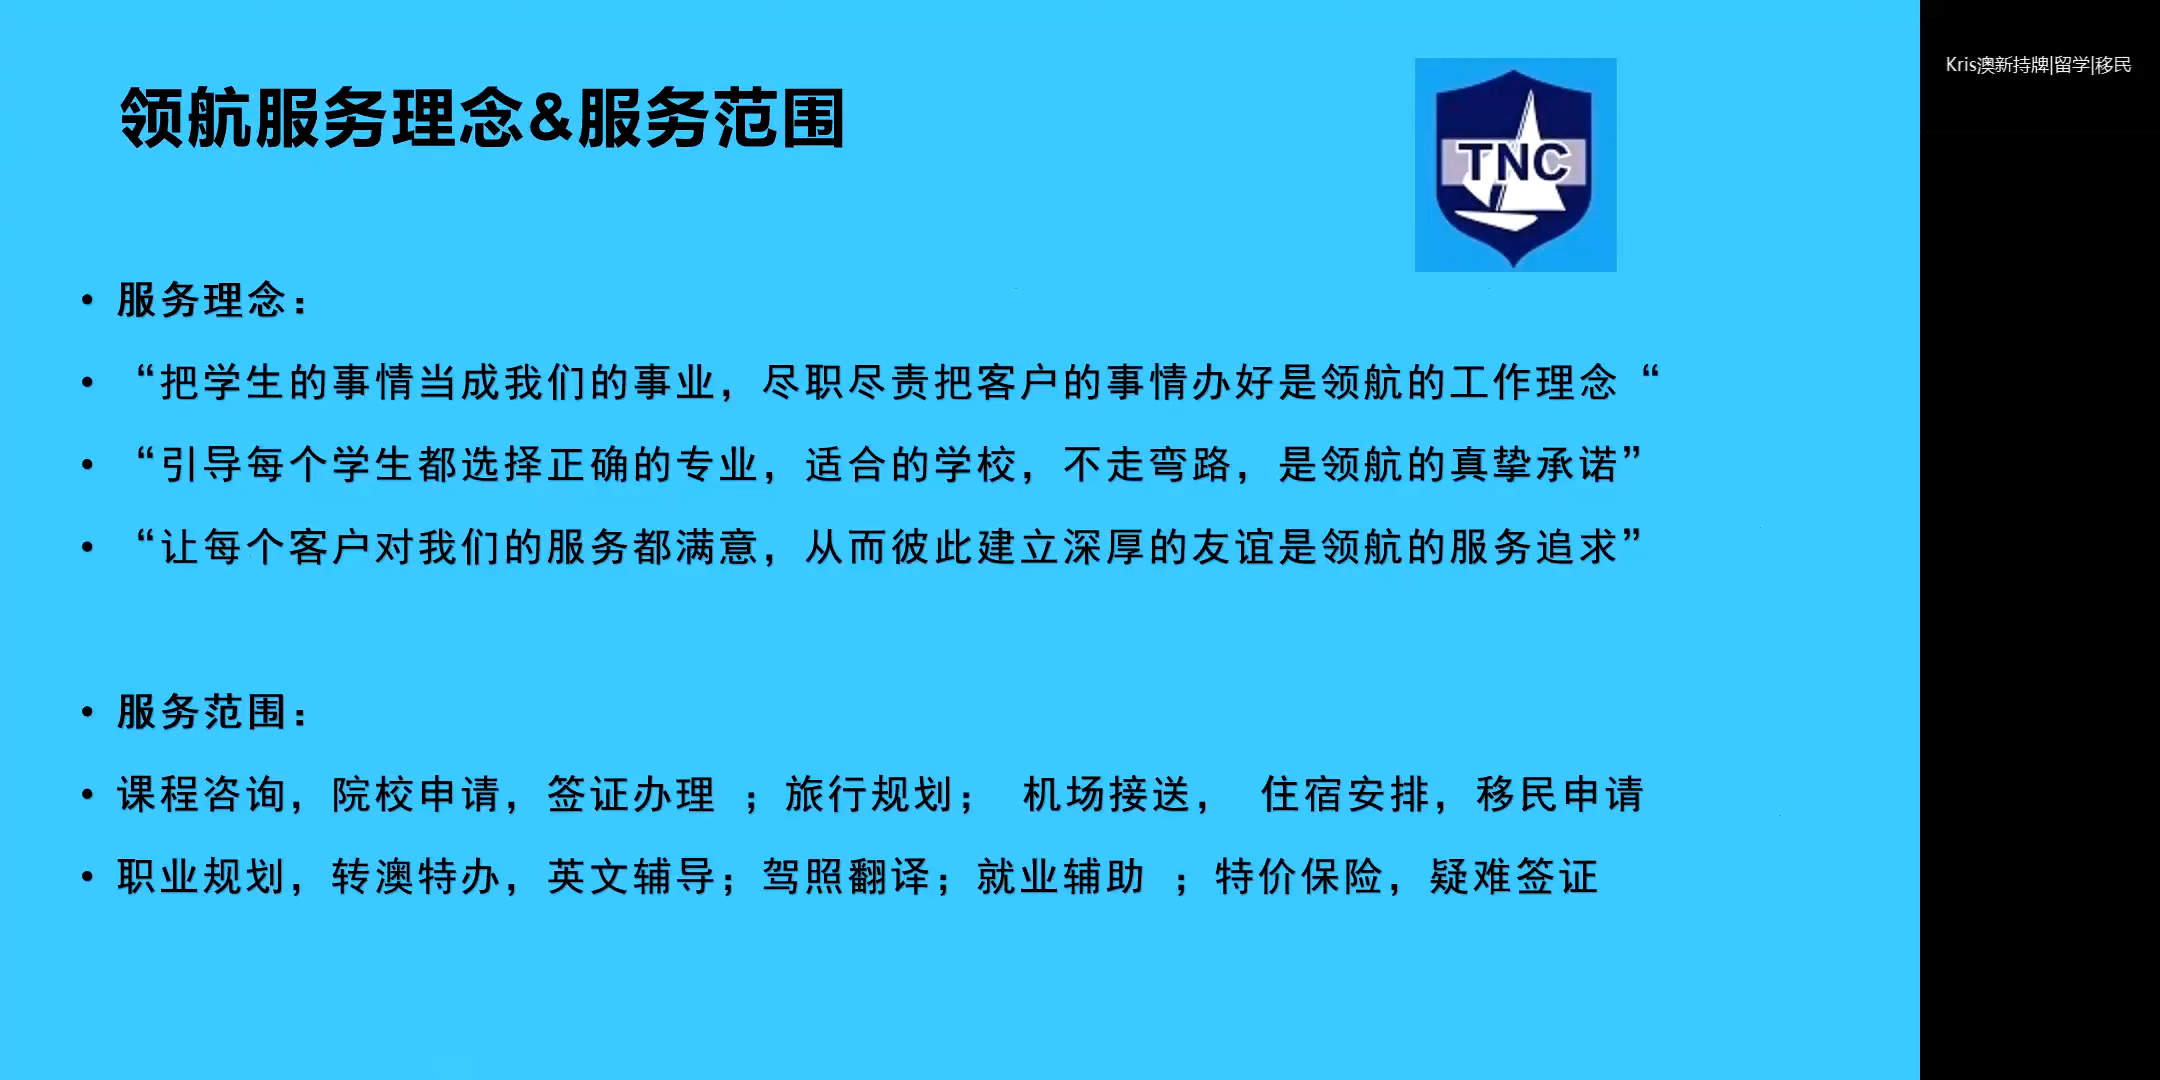 领航服务理念&服务范围
TNC
Kris澳新持牌|留学|移民
• 服务理念：
• “把学生的事情当成我们的事业，尽职尽责把客户的事情办好是领航的工作理念“
• “引导每个学生都选择正确的专业，适合的学校，不走弯路，是领航的真挚承诺”
• “让每个客户对我们的服务都满意，从而彼此建立深厚的友谊是领航的服务追求”
• 服务范围：
• 课程咨询，院校申请，签证办理 ；旅行规划； 机场接送， 住宿安排，移民申请
• 职业规划，转澳特办，英文辅导；驾照翻译；就业辅助 ；特价保险，疑难签证